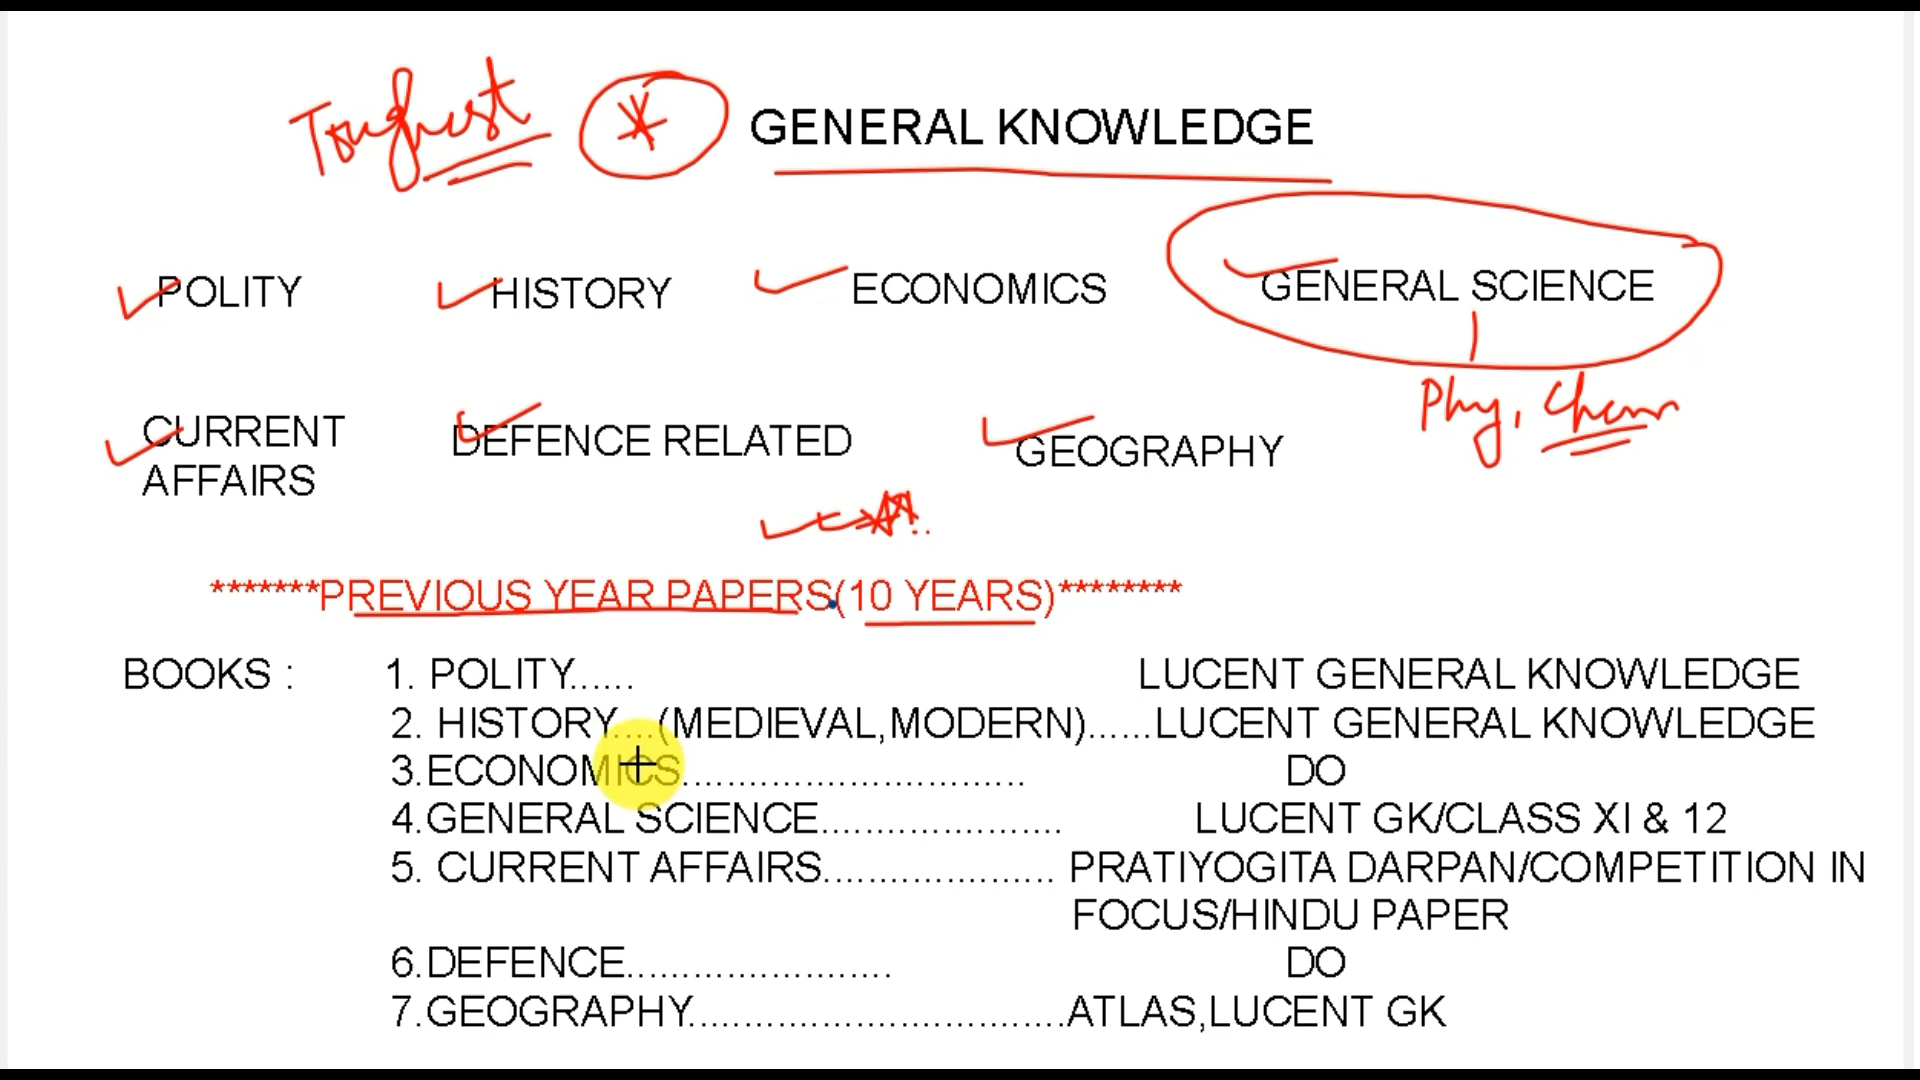 Toughest * GENERAL KNOWLEDGE
POLITY HISTORY ECONOMICS GENERAL SCIENCE
Phy, Chem
CURRENT AFFAIRS DEFENCE RELATED GEOGRAPHY
*******PREVIOUS YEAR PAPERS(10 YEARS)********
BOOKS : 1. POLITY...... LUCENT GENERAL KNOWLEDGE
2. HISTORY....(MEDIEVAL,MODERN)......LUCENT GENERAL KNOWLEDGE
3.ECONOMICS................................... DO
4.GENERAL SCIENCE...................... LUCENT GK/CLASS XI & 12
5. CURRENT AFFAIRS..................... PRATIYOGITA DARPAN/COMPETITION IN
FOCUS/HINDU PAPER
6.DEFENCE........................ DO
7.GEOGRAPHY..................................ATLAS,LUCENT GK